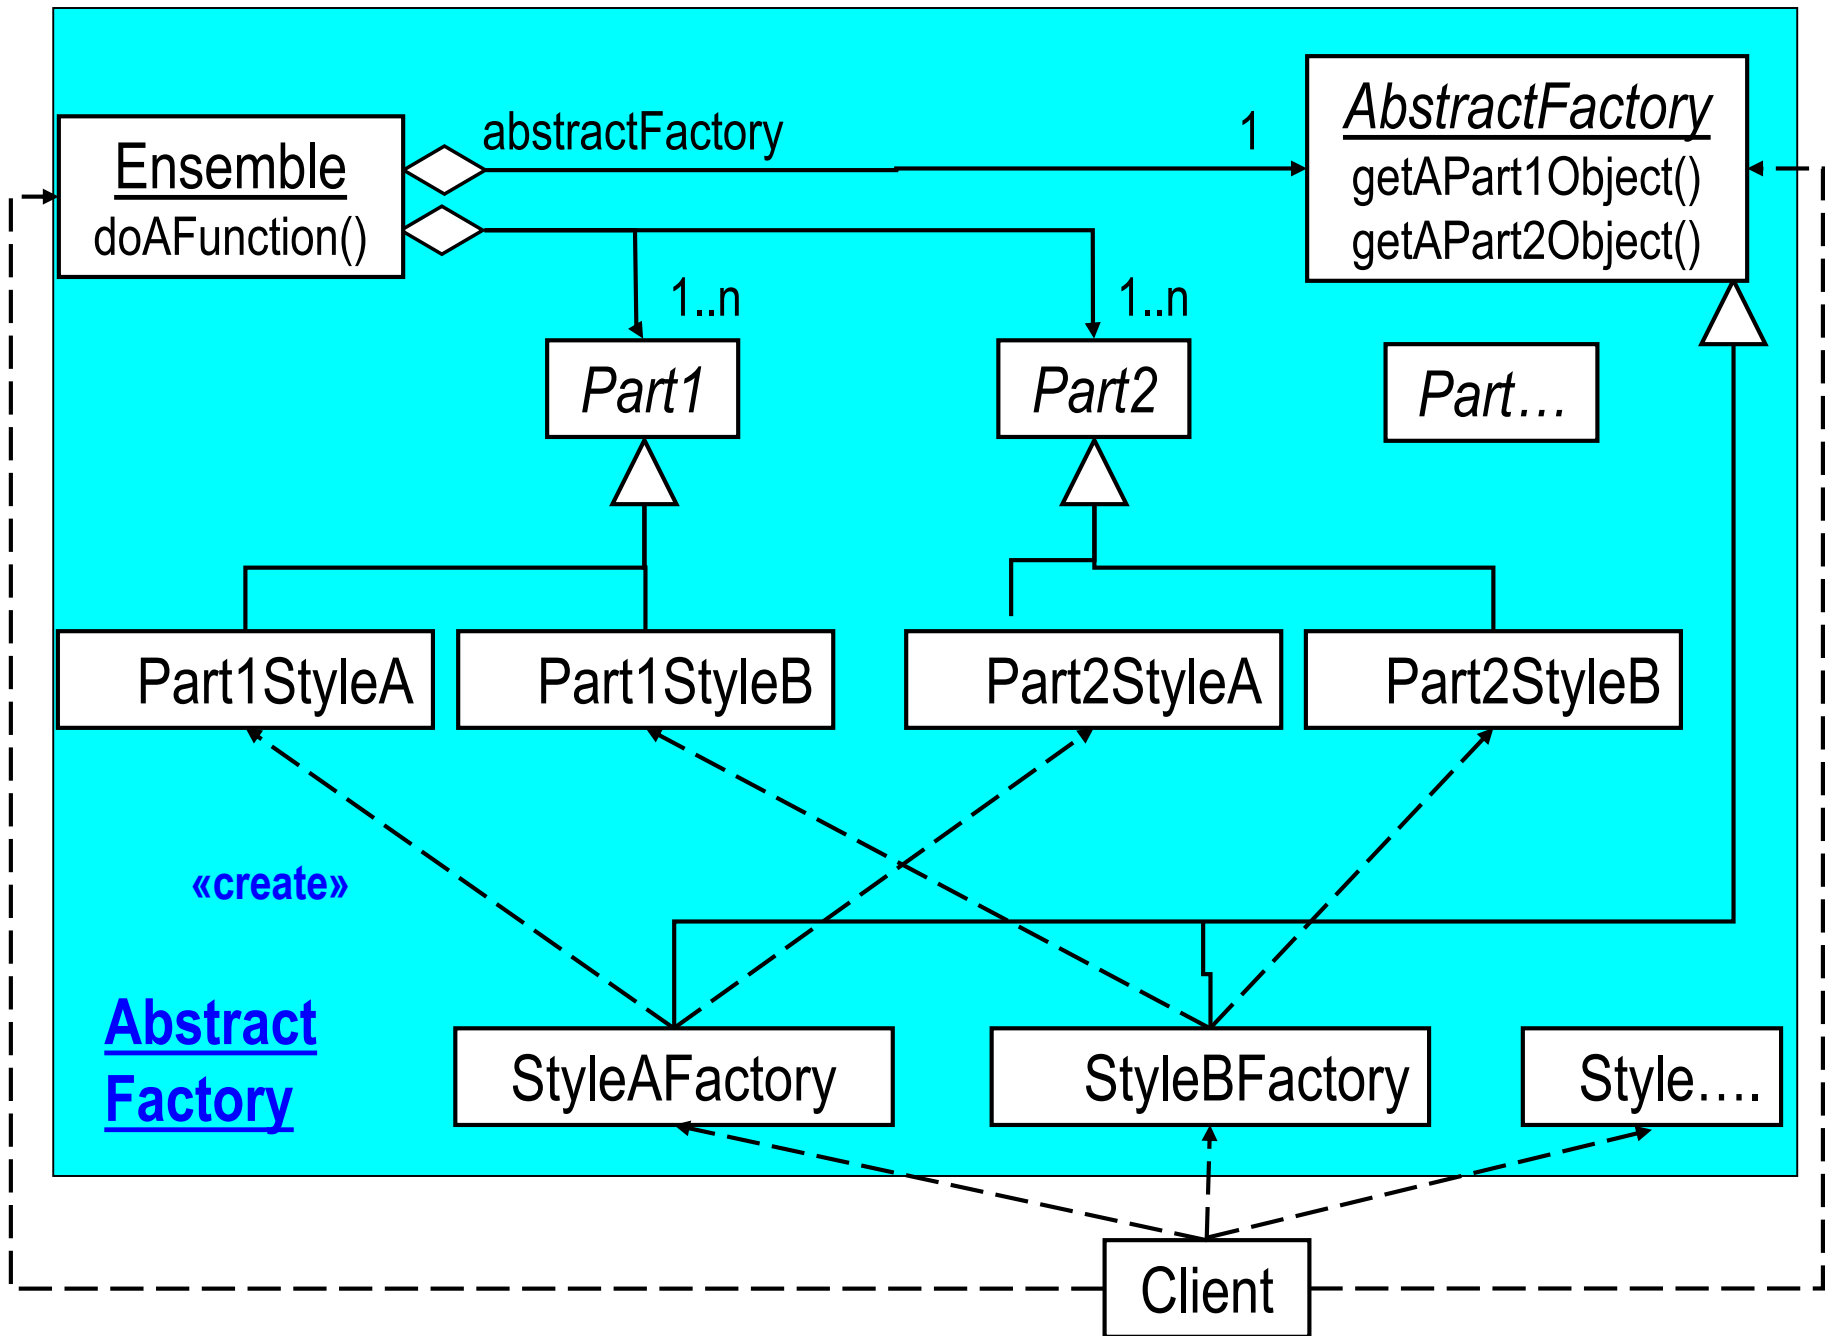 abstractFactory
1
AbstractFactory
Ensemble
getAPart1Object()
doAFunction()
getAPart2Object()
1..n
1..n
Part1
Part2
Part…
Part1StyleA
Part1StyleB
Part2StyleA
Part2StyleB
«create»
Abstract
Factory
StyleAFactory
StyleBFactory
Style….
Client